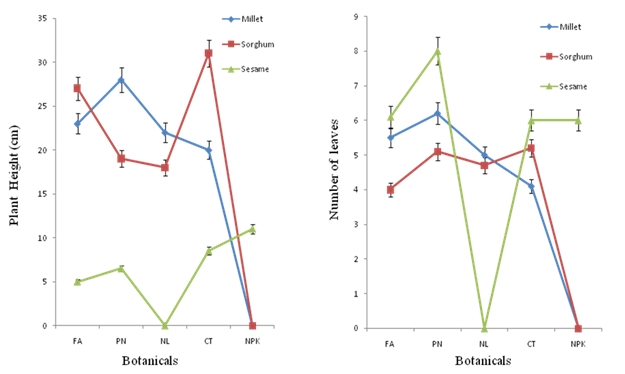 35
30
25
20
15
10
5
0
Plant Height (cm)
FA PN NL CT NPK
Botanicals
Millet
Sorghum
Sesame
9
8
7
6
5
4
3
2
1
0
Number of leaves
FA PN NL CT NPK
Botanicals
Millet
Sorghum
Sesame